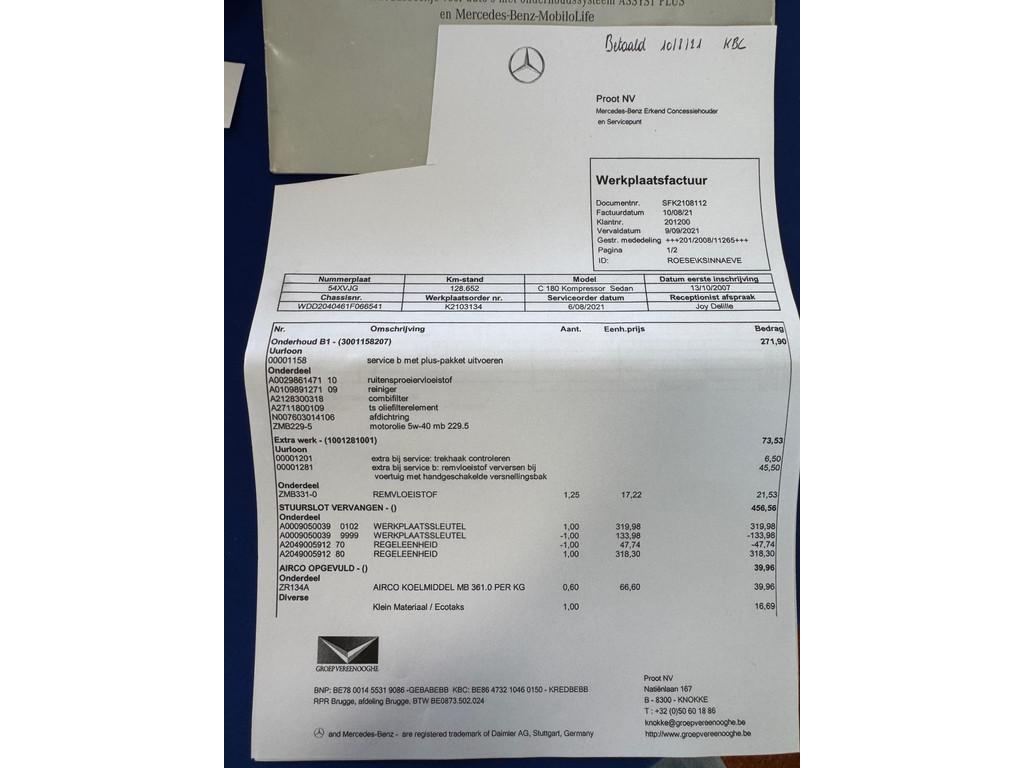 auto's met onderhoudssysteem ASSYST PLUS
en Mercedes-Benz-MobiloLife
Betaald 10/8/21 KBC
Proot NV
Mercedes-Benz Erkend Concessiehouder
en Servicepunt
Werkplaatsfactuur
Documentnr. SFK2108112
Factuurdatum 10/08/21
Klantnr. 201200
Vervaldatum 9/09/2021
Gestr. mededeling +++201/2008/11265+++
Pagina 1/2
ID: ROESE\KSINNAEVE
Nummerplaat Km-stand Model Datum eerste inschrijving
54XVJG 128.652 C 180 Kompressor Sedan 13/10/2007
Chassisnr. Werkplaatsorder nr. Serviceorder datum Receptionist afspraak
WDD2040461F066541 K2103134 6/08/2021 Joy Delille
Nr. Omschrijving Aant. Eenh.prijs Bedrag
Onderhoud B1 - (3001158207) 271,90
Uurloon
00001158 service b met plus-pakket uitvoeren
Onderdeel
A0029861471 10 ruitensproeiervloeistof
A0109891271 09 reiniger
A2128300318 combifilter
A2711800109 ts oliefilterelement
N007603014106 afdichtring
ZMB229-5 motorolie 5w-40 mb 229.5
Extra werk - (1001281001) 73,53
Uurloon
00001201 extra bij service: trekhaak controleren 6,50
00001281 extra bij service b: remvloeistof verversen bij 45,50
voertuig met handgeschakelde versnellingsbak
Onderdeel
ZMB331-0 REMVLOEISTOF 1,25 17,22 21,53
STUURSLOT VERVANGEN - () 456,56
Onderdeel
A0009050039 0102 WERKPLAATSSLEUTEL 1,00 319,98 319,98
A0009050039 9999 WERKPLAATSSLEUTEL -1,00 133,98 -133,98
A2049005912 70 REGELEENHEID -1,00 47,74 -47,74
A2049005912 80 REGELEENHEID 1,00 318,30 318,30
AIRCO OPGEVULD - () 39,96
Onderdeel
ZR134A AIRCO KOELMIDDEL MB 361.0 PER KG 0,60 66,60 39,96
Diverse
Klein Materiaal / Ecotaks 1,00 16,69
GROEP VEREENOOGHE
BNP: BE78 0014 5531 9086 -GEBABEBB KBC: BE86 4732 1046 0150 - KREDBEBB
RPR Brugge, afdeling Brugge, BTW BE0873.502.024
Proot NV
Natiënlaan 167
B - 8300 - KNOKKE
T : +32 (0)50 60 18 86
knokke@groepvereenooghe.be
http://www.groepvereenooghe.be
and Mercedes-Benz - are registered trademark of Daimler AG, Stuttgart, Germany